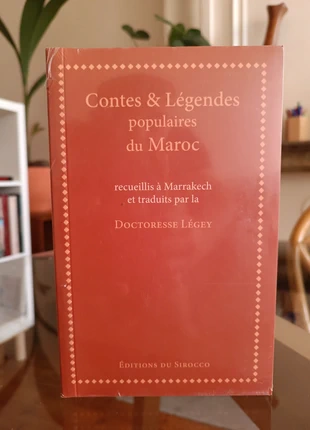 Contes & Légendes
populaires
du Maroc
recueillis à Marrakech
et traduits par la
Doctoresse Légey
Éditions du Sirocco